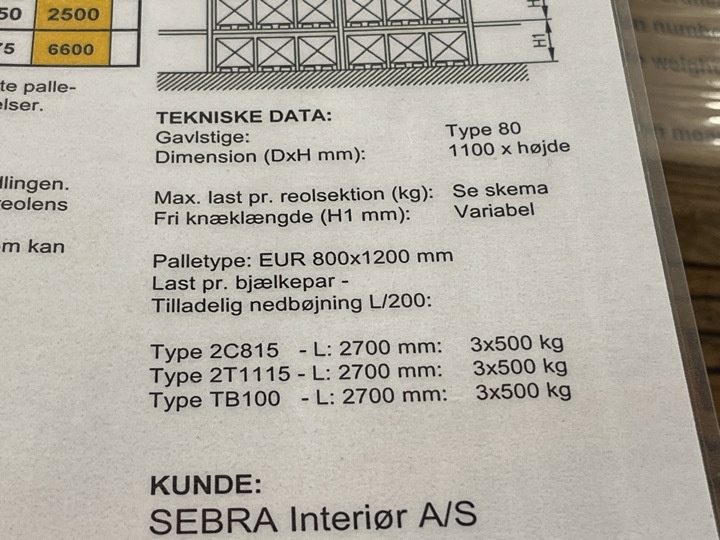 50 2500
75 6600
te palle-
elser.
llingen.
eolens
m kan
H1
TEKNISKE DATA:
Gavlstige: Type 80
Dimension (DxH mm): 1100 x højde
Max. last pr. reolsektion (kg): Se skema
Fri knæklængde (H1 mm): Variabel
Palletype: EUR 800x1200 mm
Last pr. bjælkepar -
Tilladelig nedbøjning L/200:
Type 2C815 - L: 2700 mm: 3x500 kg
Type 2T1115 - L: 2700 mm: 3x500 kg
Type TB100 - L: 2700 mm: 3x500 kg
KUNDE:
SEBRA Interiør A/S